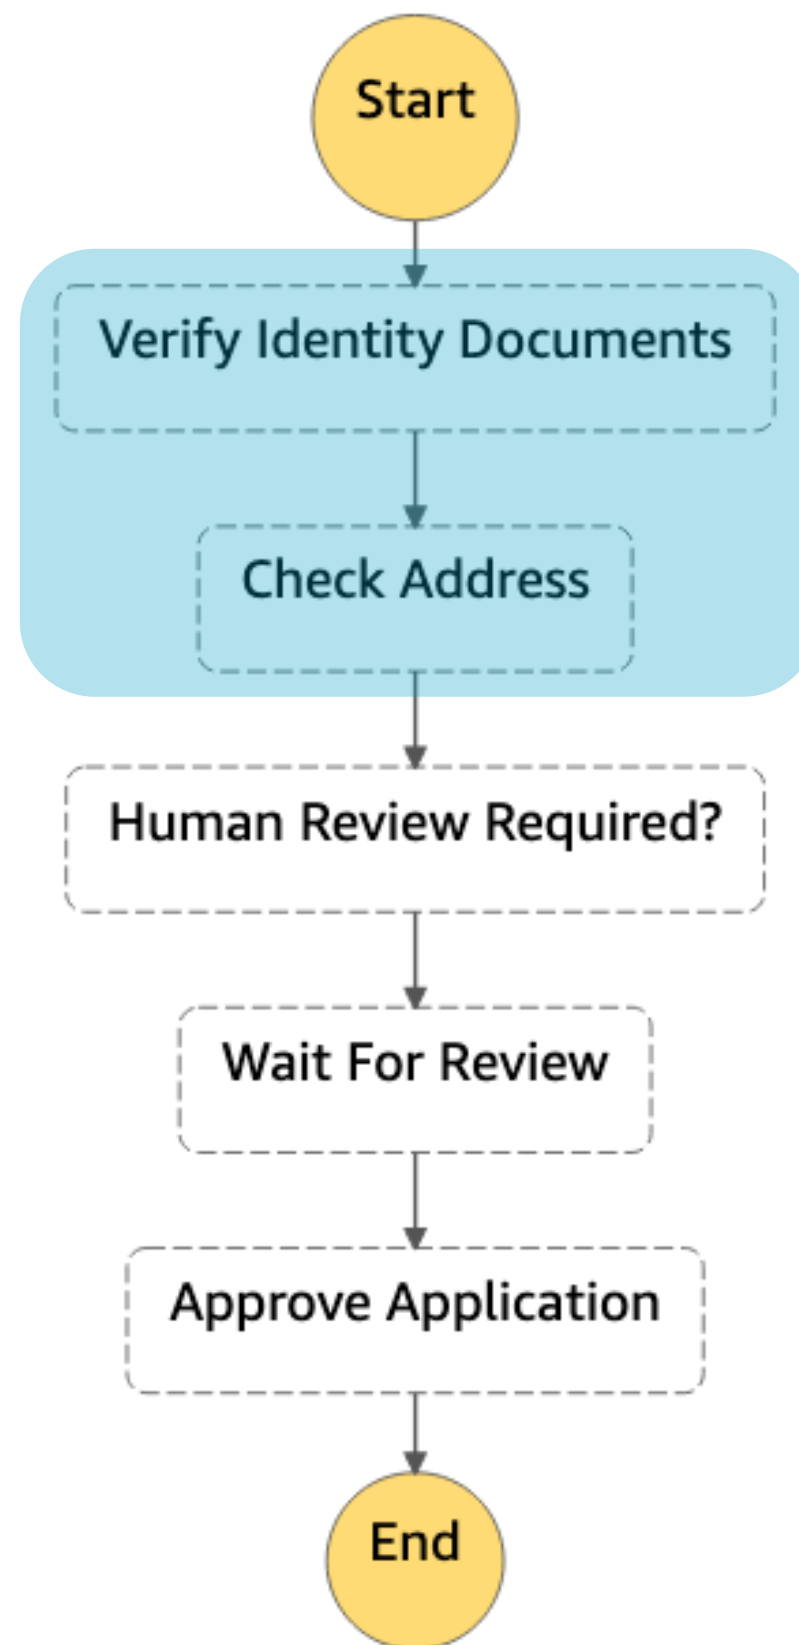 Start
Verify Identity Documents
Check Address
Human Review Required?
Wait For Review
Approve Application
End